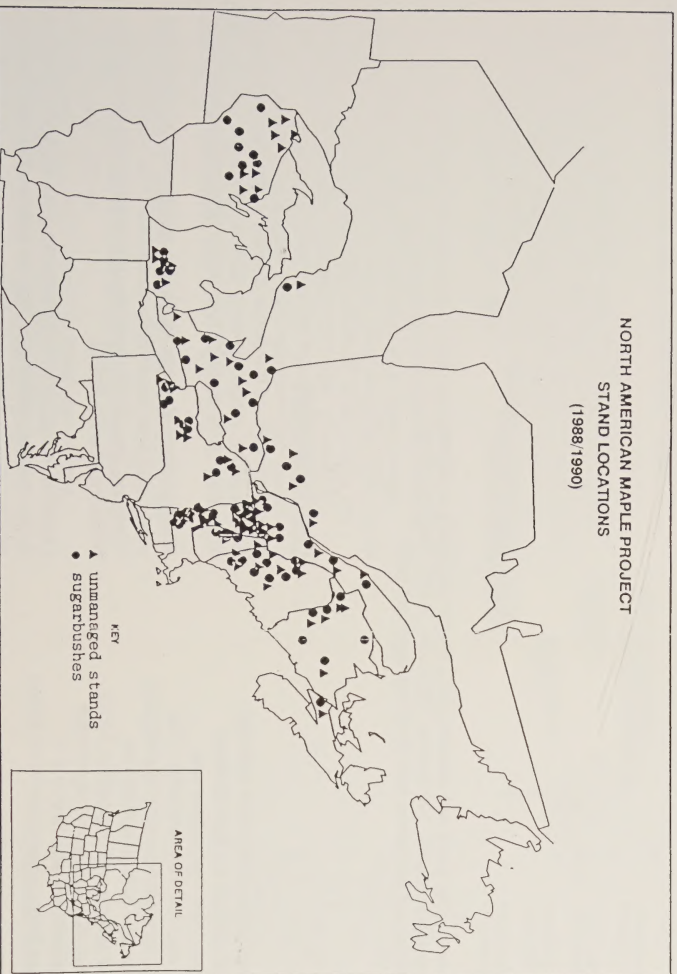 NORTH AMERICAN MAPLE PROJECT
STAND LOCATIONS
(1988/1990)
KEY
▲ unmanaged stands
● sugarbushes
AREA OF DETAIL